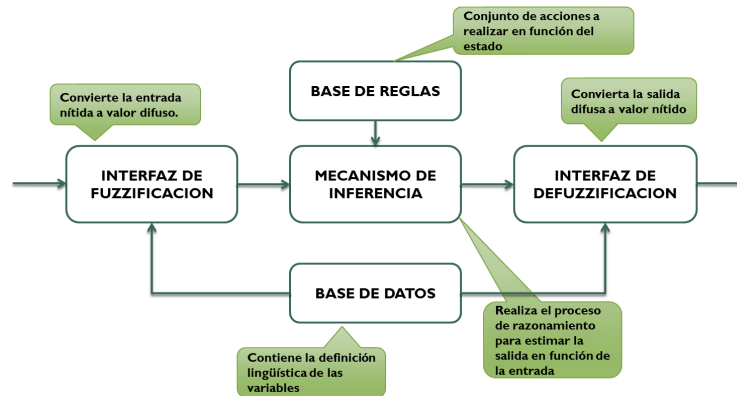 Conjunto de acciones a
realizar en función del
estado
BASE DE REGLAS
Convierte la entrada
nítida a valor difuso.
Convierta la salida
difusa a valor nítido
INTERFAZ DE
FUZZIFICACION
MECANISMO DE
INFERENCIA
INTERFAZ DE
DEFUZZIFICACION
BASE DE DATOS
Realiza el proceso
de razonamiento
para estimar la
salida en función de
la entrada
Contiene la definición
lingüística de las
variables